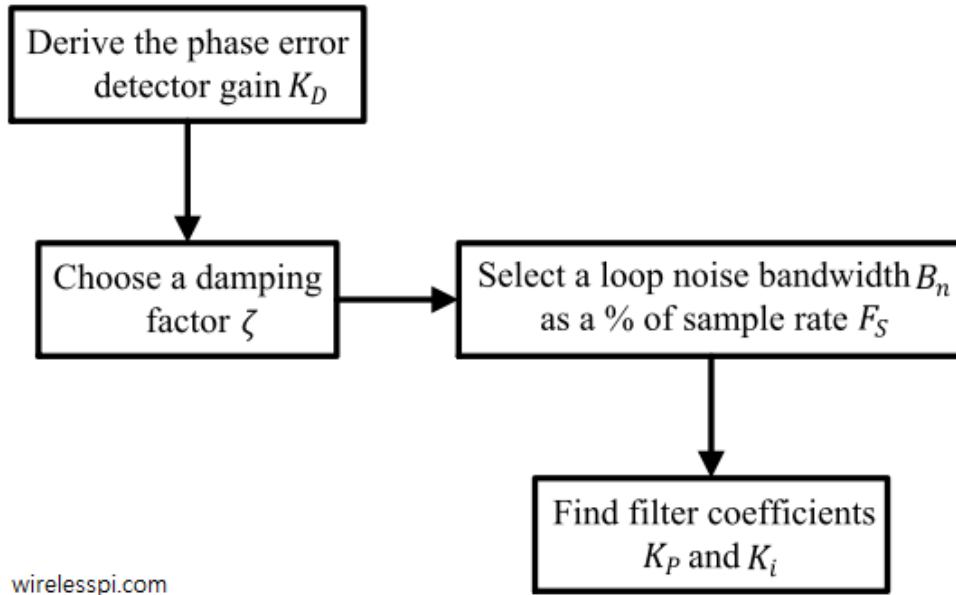 Derive the phase error
detector gain K_D
Choose a damping
factor ζ
Select a loop noise bandwidth B_n
as a % of sample rate F_S
Find filter coefficients
K_P and K_i
wirelesspi.com